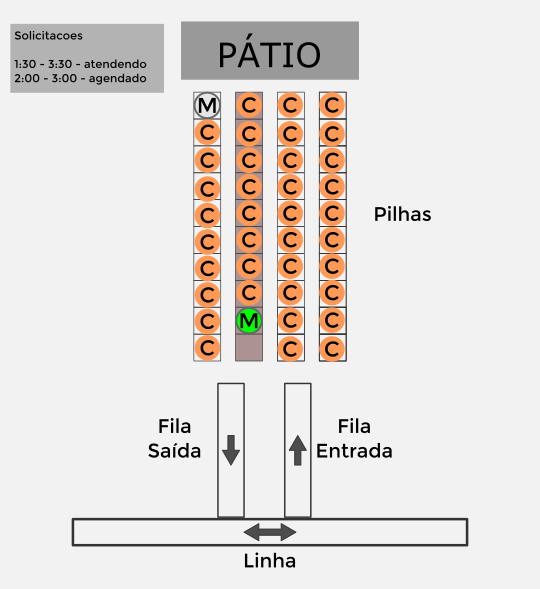 Solicitacoes
1:30 - 3:30 - atendendo
2:00 - 3:00 - agendado
PÁTIO
M C C C
C C C C
C C C C
C C C C
C C C C
C C C C
C C C C
C C C C
C M C C
C C C
Pilhas
Fila
Saída
Fila
Entrada
Linha